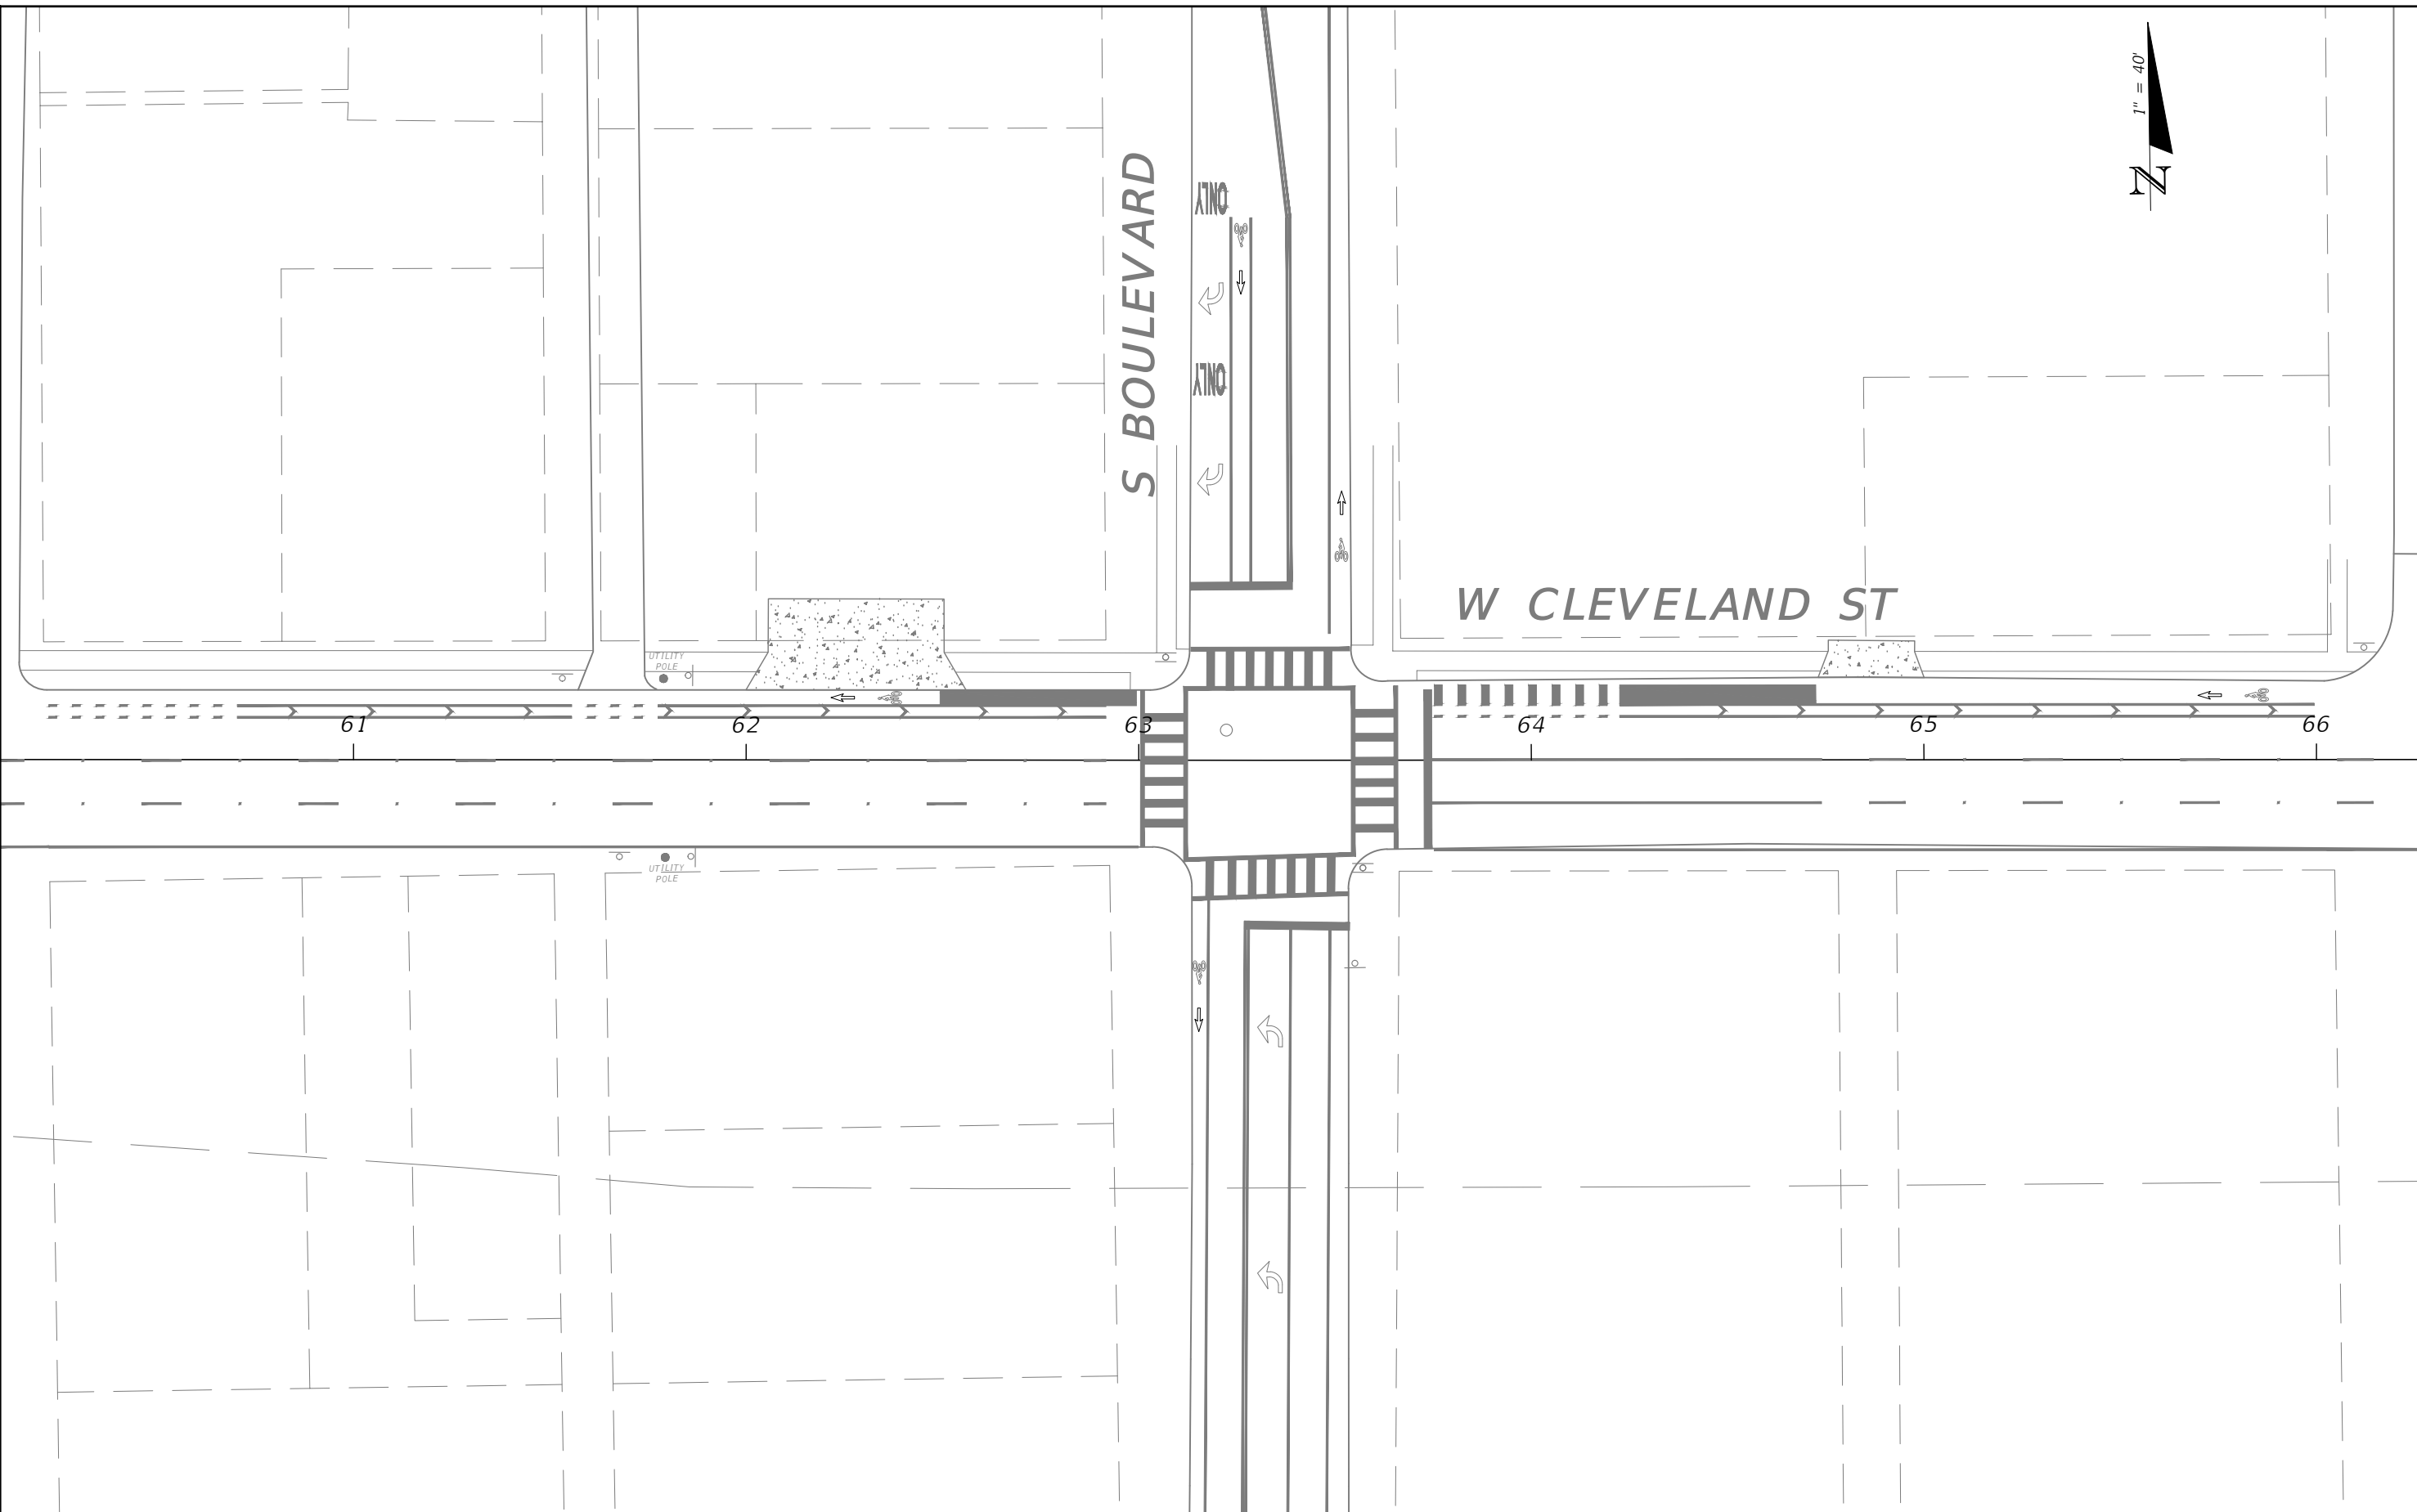 1" = 40'
N
S BOULEVARD
ONLY
ONLY
W CLEVELAND ST
UTILITY
POLE
61
62
63
64
65
66
UTILITY
POLE